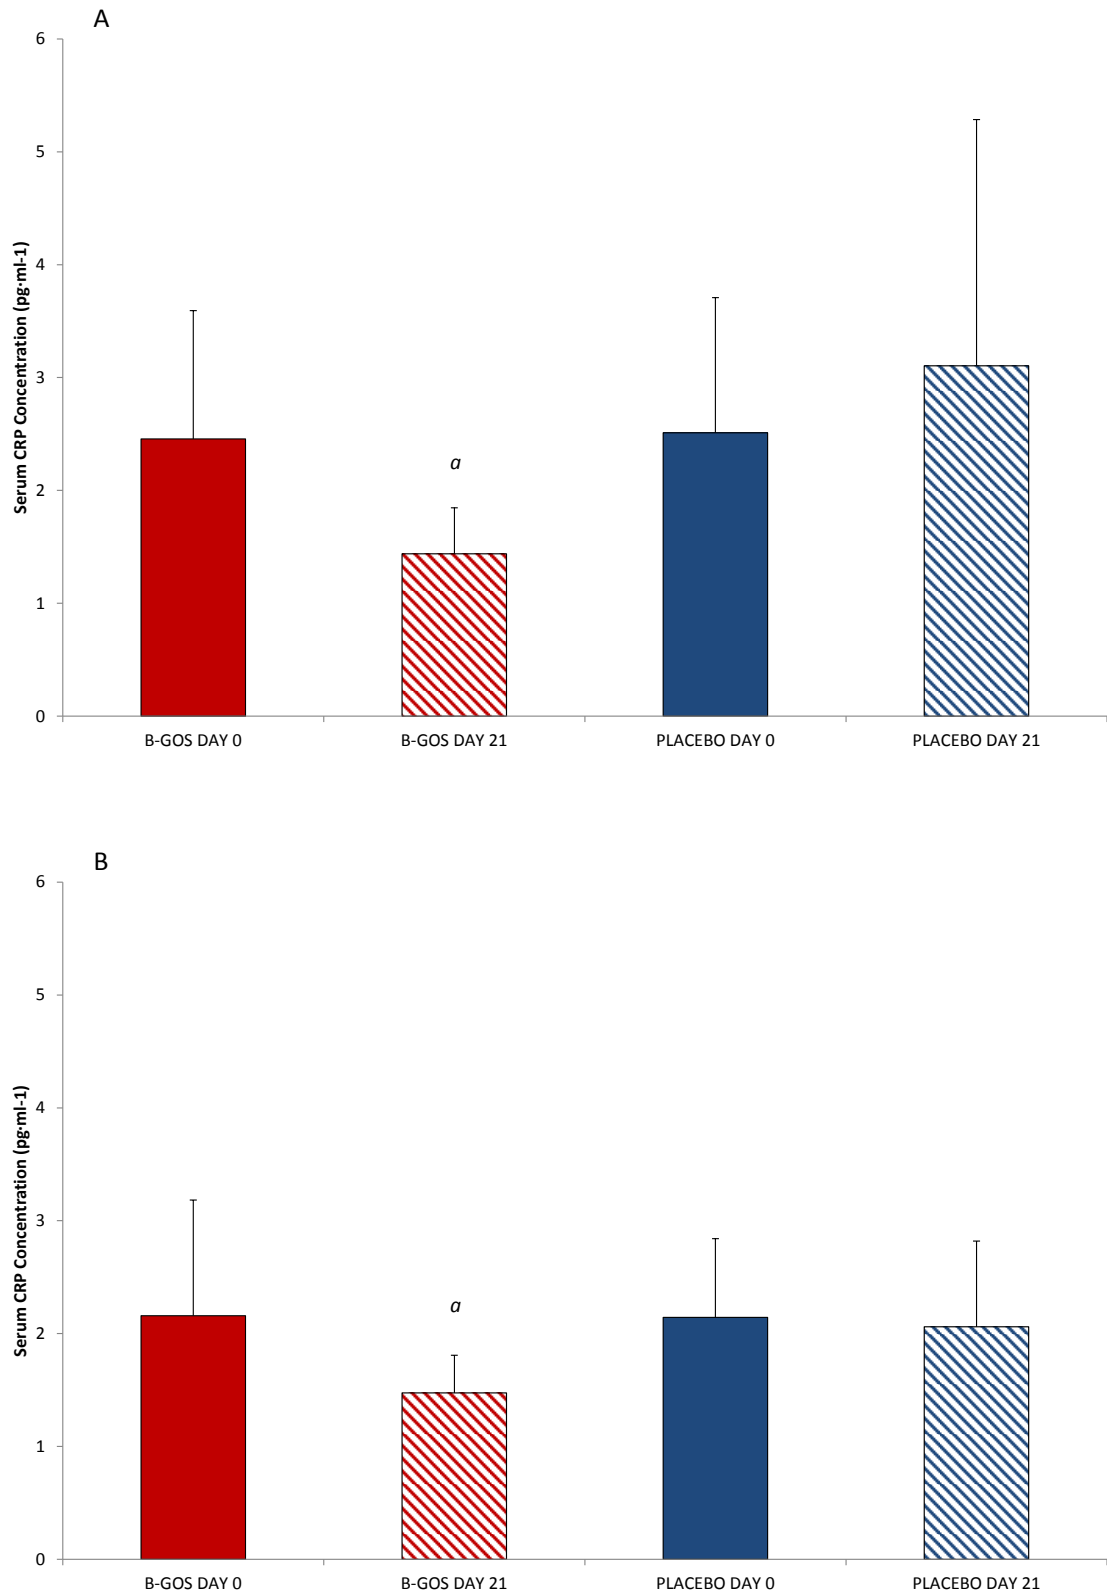 A
6
5
4
3
2
1
0
Serum CRP Concentration (pg·ml-1)
a
B-GOS DAY 0
B-GOS DAY 21
PLACEBO DAY 0
PLACEBO DAY 21
B
6
5
4
3
2
1
0
Serum CRP Concentration (pg·ml-1)
a
B-GOS DAY 0
B-GOS DAY 21
PLACEBO DAY 0
PLACEBO DAY 21